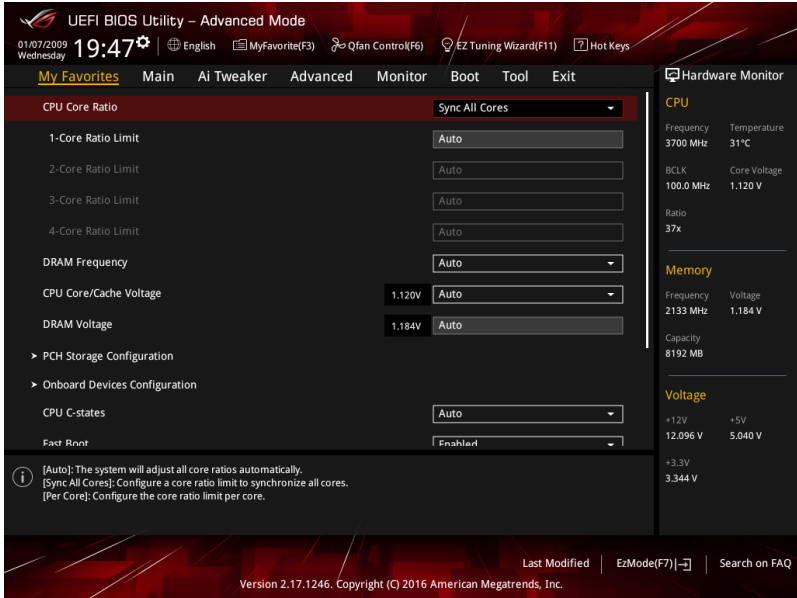 UEFI BIOS Utility – Advanced Mode
01/07/2009 Wednesday 19:47 English MyFavorite(F3) Qfan Control(F6) EZ Tuning Wizard(F11) ? Hot Keys
My Favorites Main Ai Tweaker Advanced Monitor Boot Tool Exit
CPU Core Ratio Sync All Cores
1-Core Ratio Limit Auto
2-Core Ratio Limit Auto
3-Core Ratio Limit Auto
4-Core Ratio Limit Auto
DRAM Frequency Auto
CPU Core/Cache Voltage 1.120V Auto
DRAM Voltage 1.184V Auto
> PCH Storage Configuration
> Onboard Devices Configuration
CPU C-states Auto
Fast Boot Enabled
[Auto]: The system will adjust all core ratios automatically.
[Sync All Cores]: Configure a core ratio limit to synchronize all cores.
[Per Core]: Configure the core ratio limit per core.
Hardware Monitor
CPU
Frequency Temperature
3700 MHz 31°C
BCLK Core Voltage
100.0 MHz 1.120 V
Ratio
37x
Memory
Frequency Voltage
2133 MHz 1.184 V
Capacity
8192 MB
Voltage
+12V +5V
12.096 V 5.040 V
+3.3V
3.344 V
Last Modified EzMode(F7) Search on FAQ
Version 2.17.1246. Copyright (C) 2016 American Megatrends, Inc.